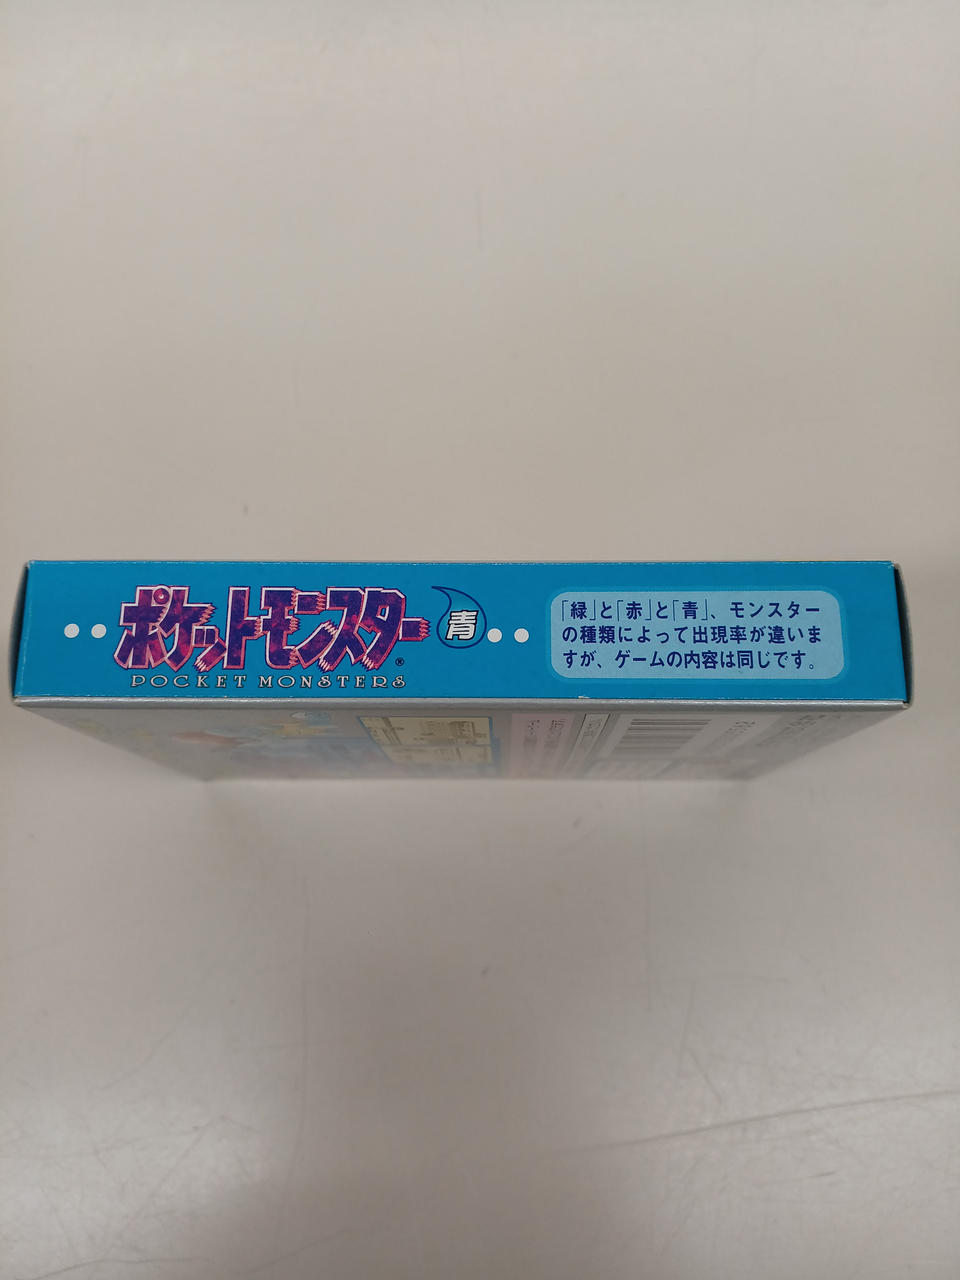 ポケットモンスター 青
POCKET MONSTERS®
「緑」と「赤」と「青」、モンスター
の種類によって出現率が違いま
すが、ゲームの内容は同じです。